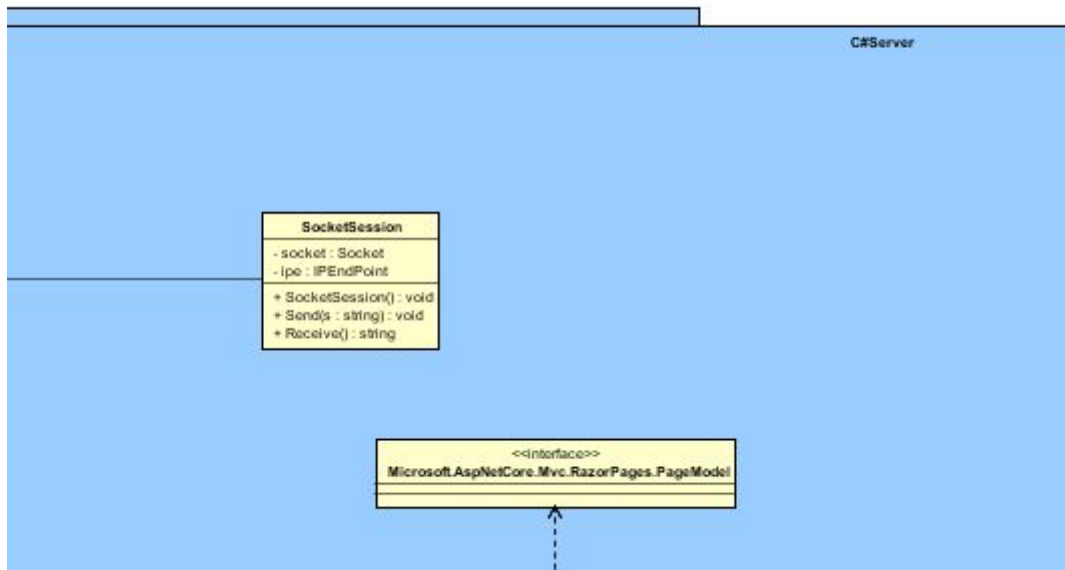 C#Server
SocketSession
- socket : Socket
- ipe : IPEndPoint
+ SocketSession() : void
+ Send(s : string) : void
+ Receive() : string
<<interface>>
Microsoft.AspNetCore.Mvc.RazorPages.PageModel